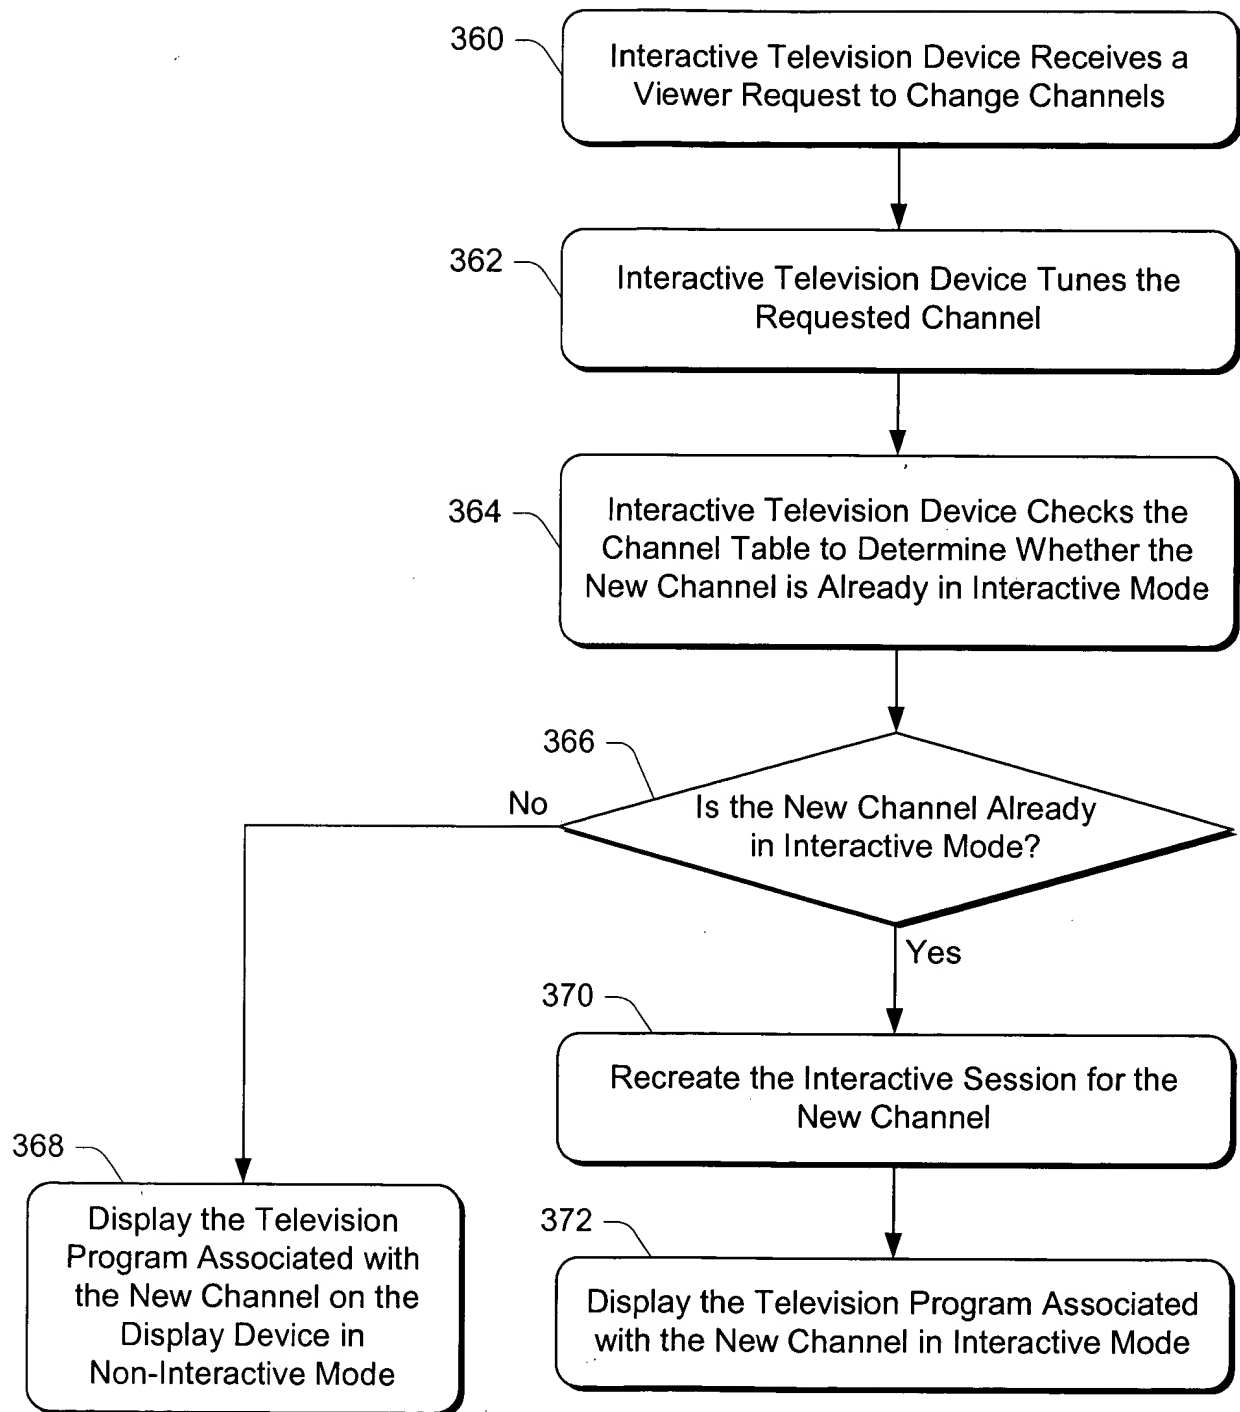 360
Interactive Television Device Receives a
Viewer Request to Change Channels
362
Interactive Television Device Tunes the
Requested Channel
364
Interactive Television Device Checks the
Channel Table to Determine Whether the
New Channel is Already in Interactive Mode
366
No
Is the New Channel Already
in Interactive Mode?
Yes
370
Recreate the Interactive Session for the
New Channel
368
Display the Television
Program Associated with
the New Channel on the
Display Device in
Non-Interactive Mode
372
Display the Television Program Associated
with the New Channel in Interactive Mode